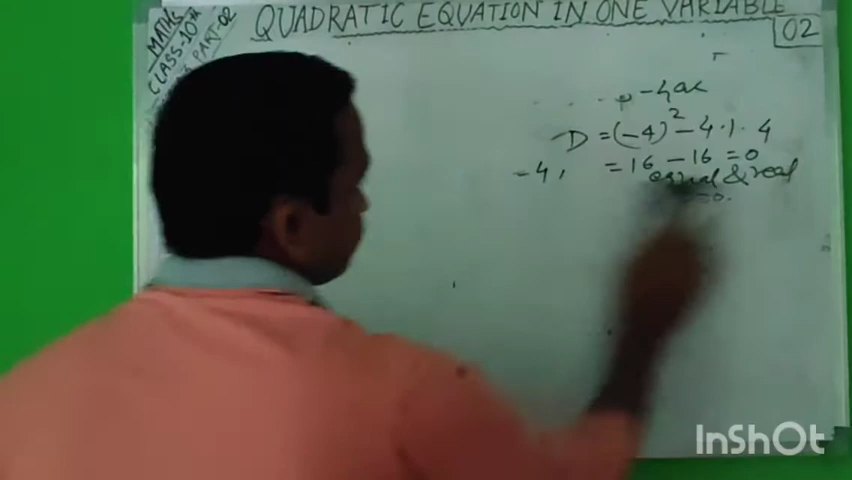 QUADRATIC EQUATION IN ONE VARIABLE
02
MATHS
CLASS-10th
PART-02
-4ac
D = (-4)² - 4·1·4
-4, = 16 - 16 = 0
equal & real
= 0.
InShOt